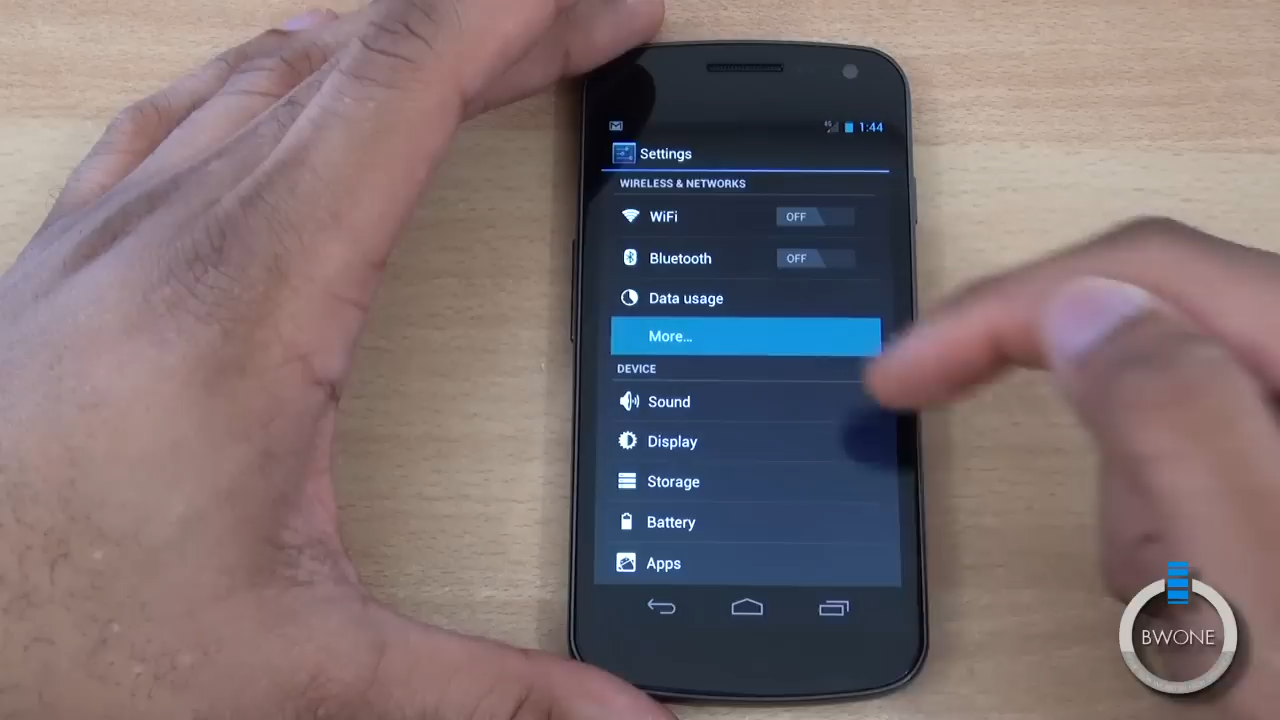 4G 1:44
Settings
WIRELESS & NETWORKS
WiFi OFF
Bluetooth OFF
Data usage
More...
DEVICE
Sound
Display
Storage
Battery
Apps
BWONE